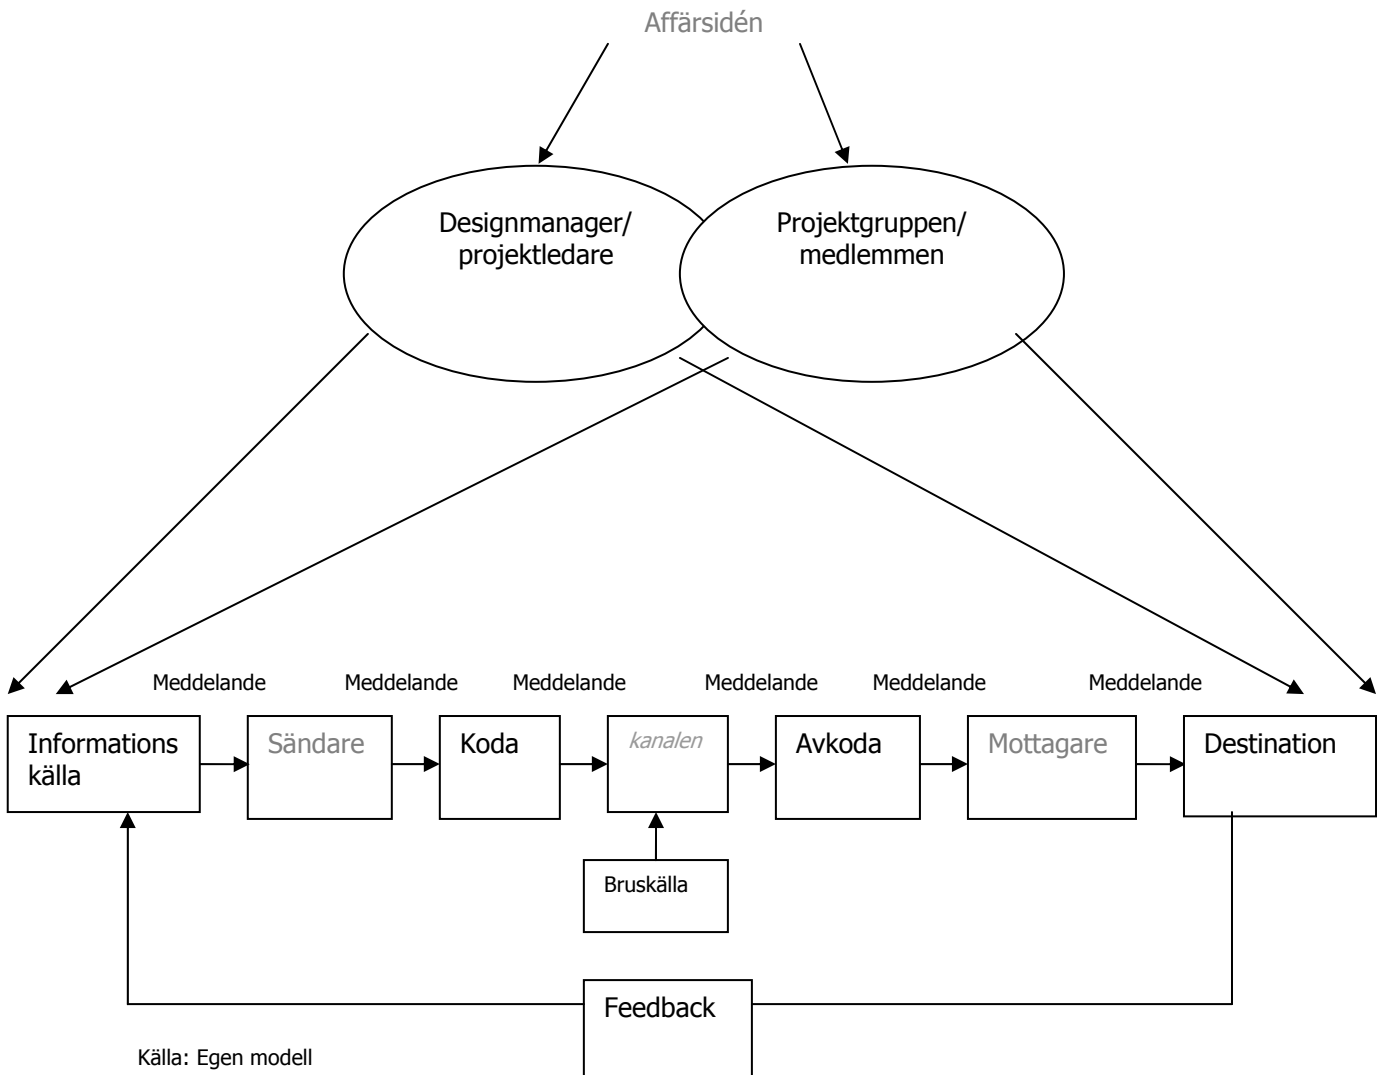 Affärsidén
Designmanager/
projektledare
Projektgruppen/
medlemmen
Meddelande
Meddelande
Meddelande
Meddelande
Meddelande
Meddelande
Informations
källa
Sändare
Koda
kanalen
Avkoda
Mottagare
Destination
Bruskälla
Feedback
Källa: Egen modell